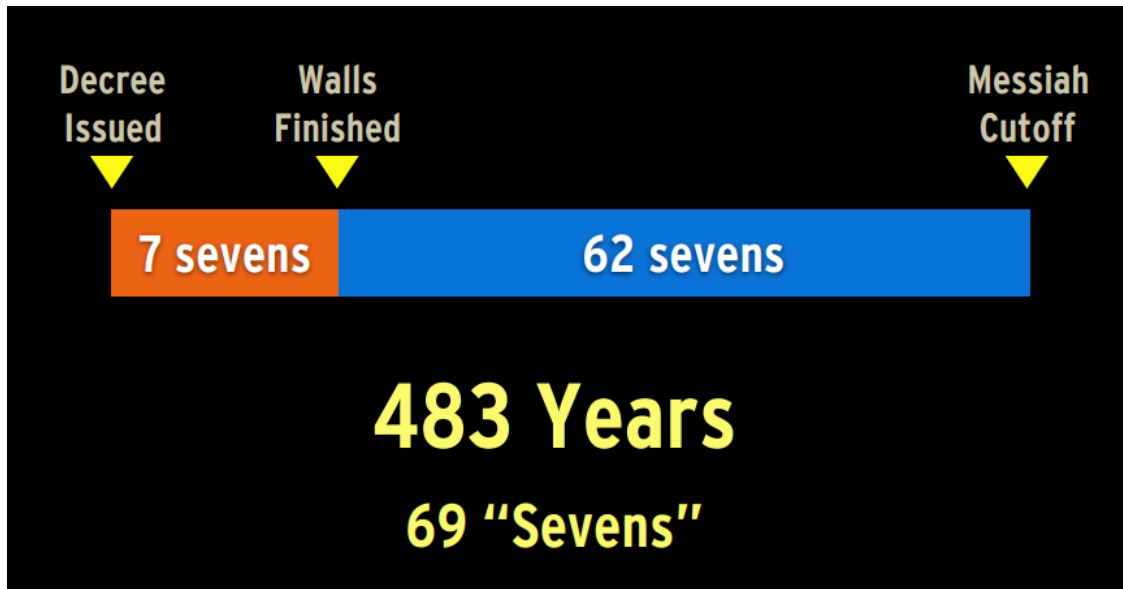 Decree
Issued
Walls
Finished
Messiah
Cutoff
7 sevens
62 sevens
483 Years
69 “Sevens”